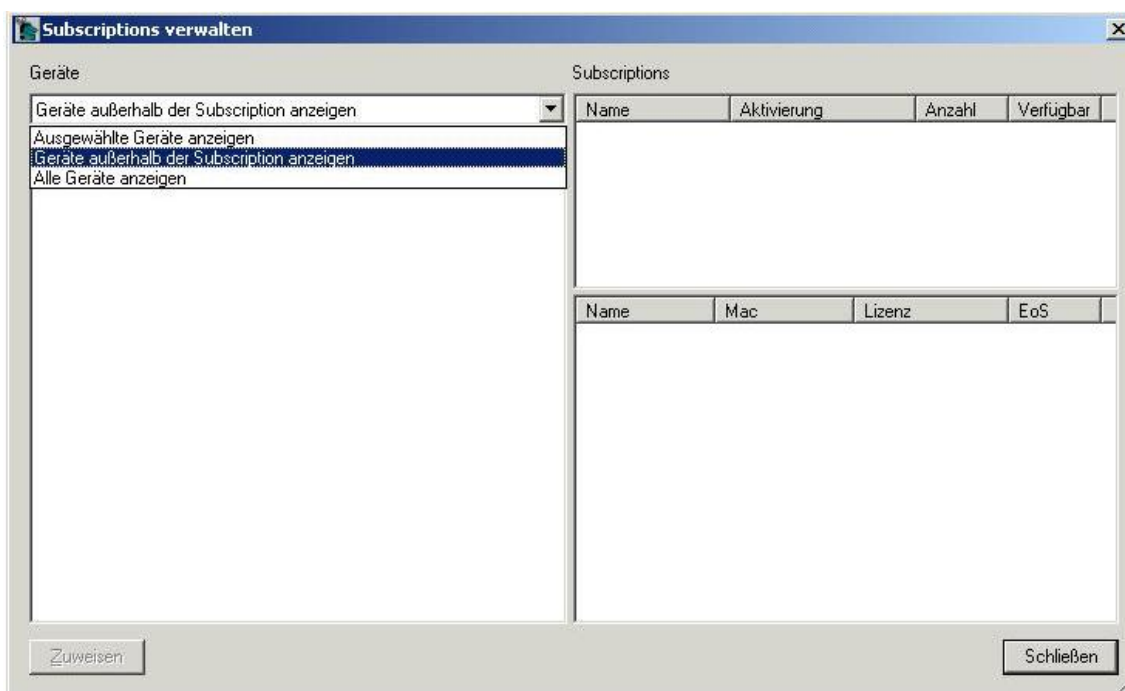 Subscriptions verwalten
Geräte
Geräte außerhalb der Subscription anzeigen
Ausgewählte Geräte anzeigen
Geräte außerhalb der Subscription anzeigen
Alle Geräte anzeigen
Subscriptions
Name Aktivierung Anzahl Verfügbar
Name Mac Lizenz EoS
Zuweisen
Schließen